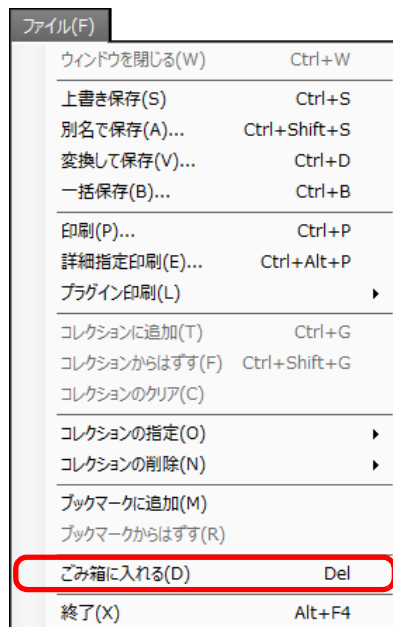 ファイル(F)
ウィンドウを閉じる(W) Ctrl+W
上書き保存(S) Ctrl+S
別名で保存(A)... Ctrl+Shift+S
変換して保存(V)... Ctrl+D
一括保存(B)... Ctrl+B
印刷(P)... Ctrl+P
詳細指定印刷(E)... Ctrl+Alt+P
プラグイン印刷(L)
コレクションに追加(T) Ctrl+G
コレクションからはずす(F) Ctrl+Shift+G
コレクションのクリア(C)
コレクションの指定(O)
コレクションの削除(N)
ブックマークに追加(M)
ブックマークからはずす(R)
ごみ箱に入れる(D) Del
終了(X) Alt+F4